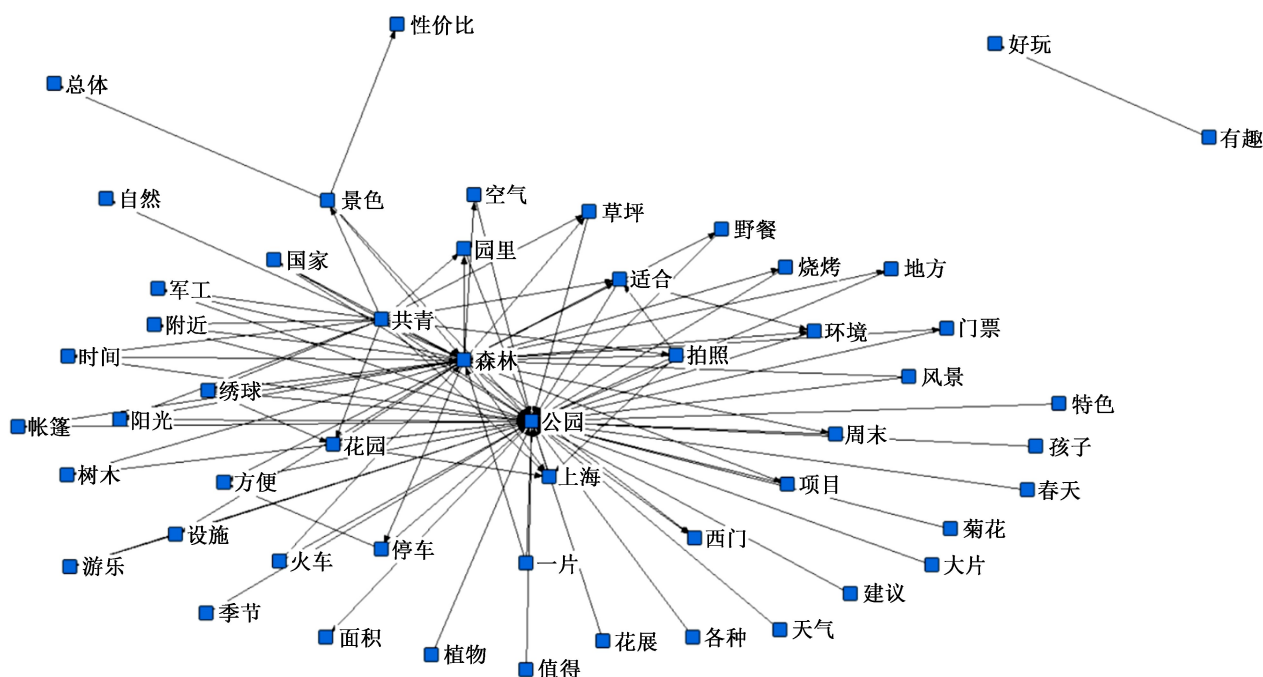 性价比
好玩
总体
有趣
自然
景色
空气
草坪
野餐
国家
园里
适合
烧烤
地方
军工
附近
共青
环境
门票
时间
森林
拍照
风景
绣球
特色
帐篷
阳光
公园
周末
孩子
树木
花园
方便
上海
项目
春天
设施
游乐
火车
停车
一片
西门
菊花
大片
季节
建议
面积
植物
值得
花展
各种
天气